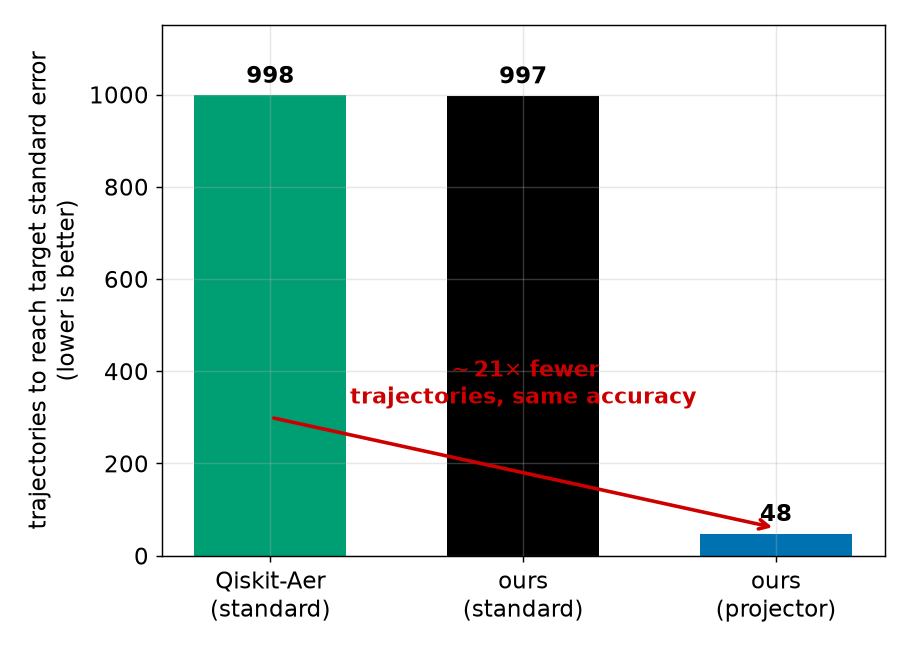 trajectories to reach target standard error
(lower is better)
1000
800
600
400
200
0
998
997
48
~ 21× fewer
trajectories, same accuracy
Qiskit-Aer
(standard)
ours
(standard)
ours
(projector)